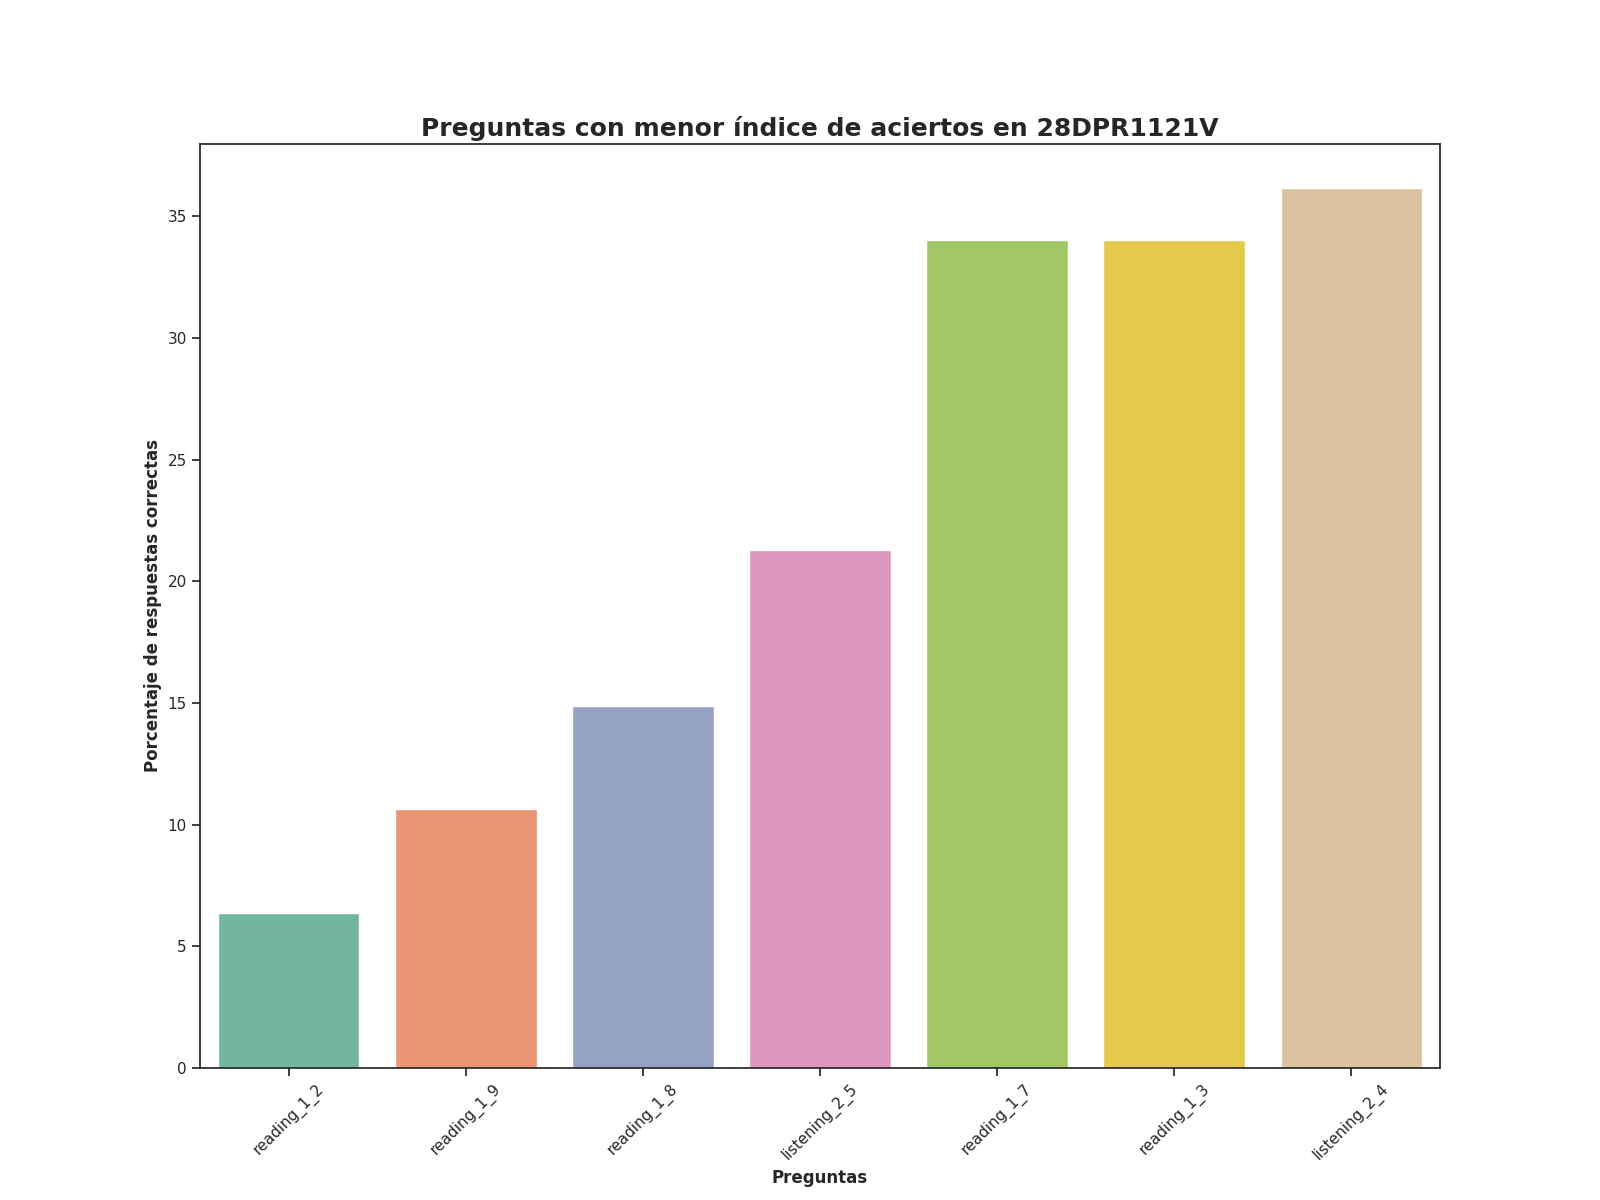 Preguntas con menor índice de aciertos en 28DPR1121V
Porcentaje de respuestas correctas
35
30
25
20
15
10
5
0
reading_1_2
reading_1_9
reading_1_8
listening_2_5
reading_1_7
reading_1_3
listening_2_4
Preguntas